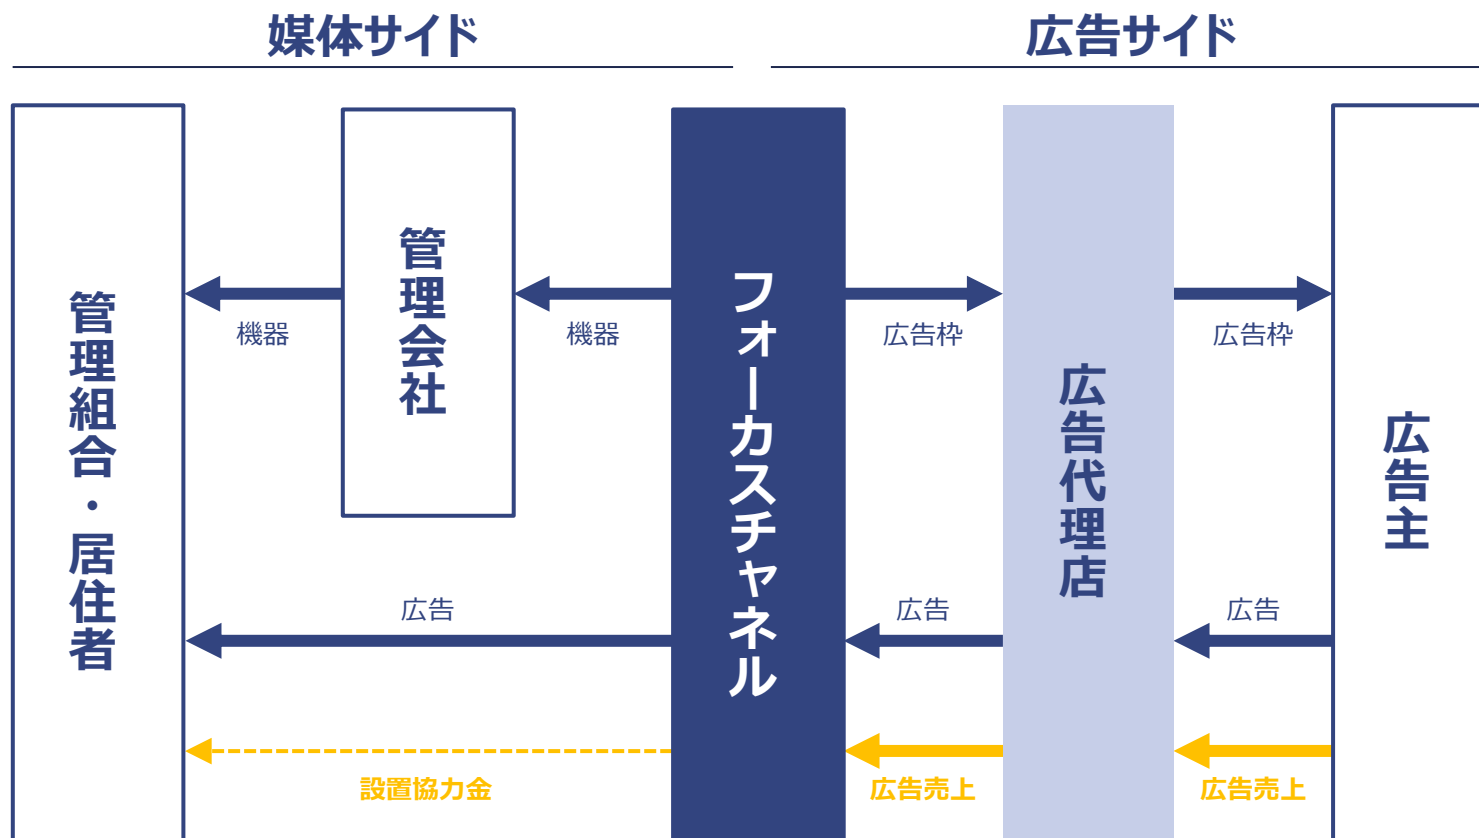 媒体サイド
広告サイド
管理組合・居住者
管理会社
フォーカスチャネル
広告代理店
広告主
機器
機器
広告枠
広告枠
広告
広告
広告
設置協力金
広告売上
広告売上